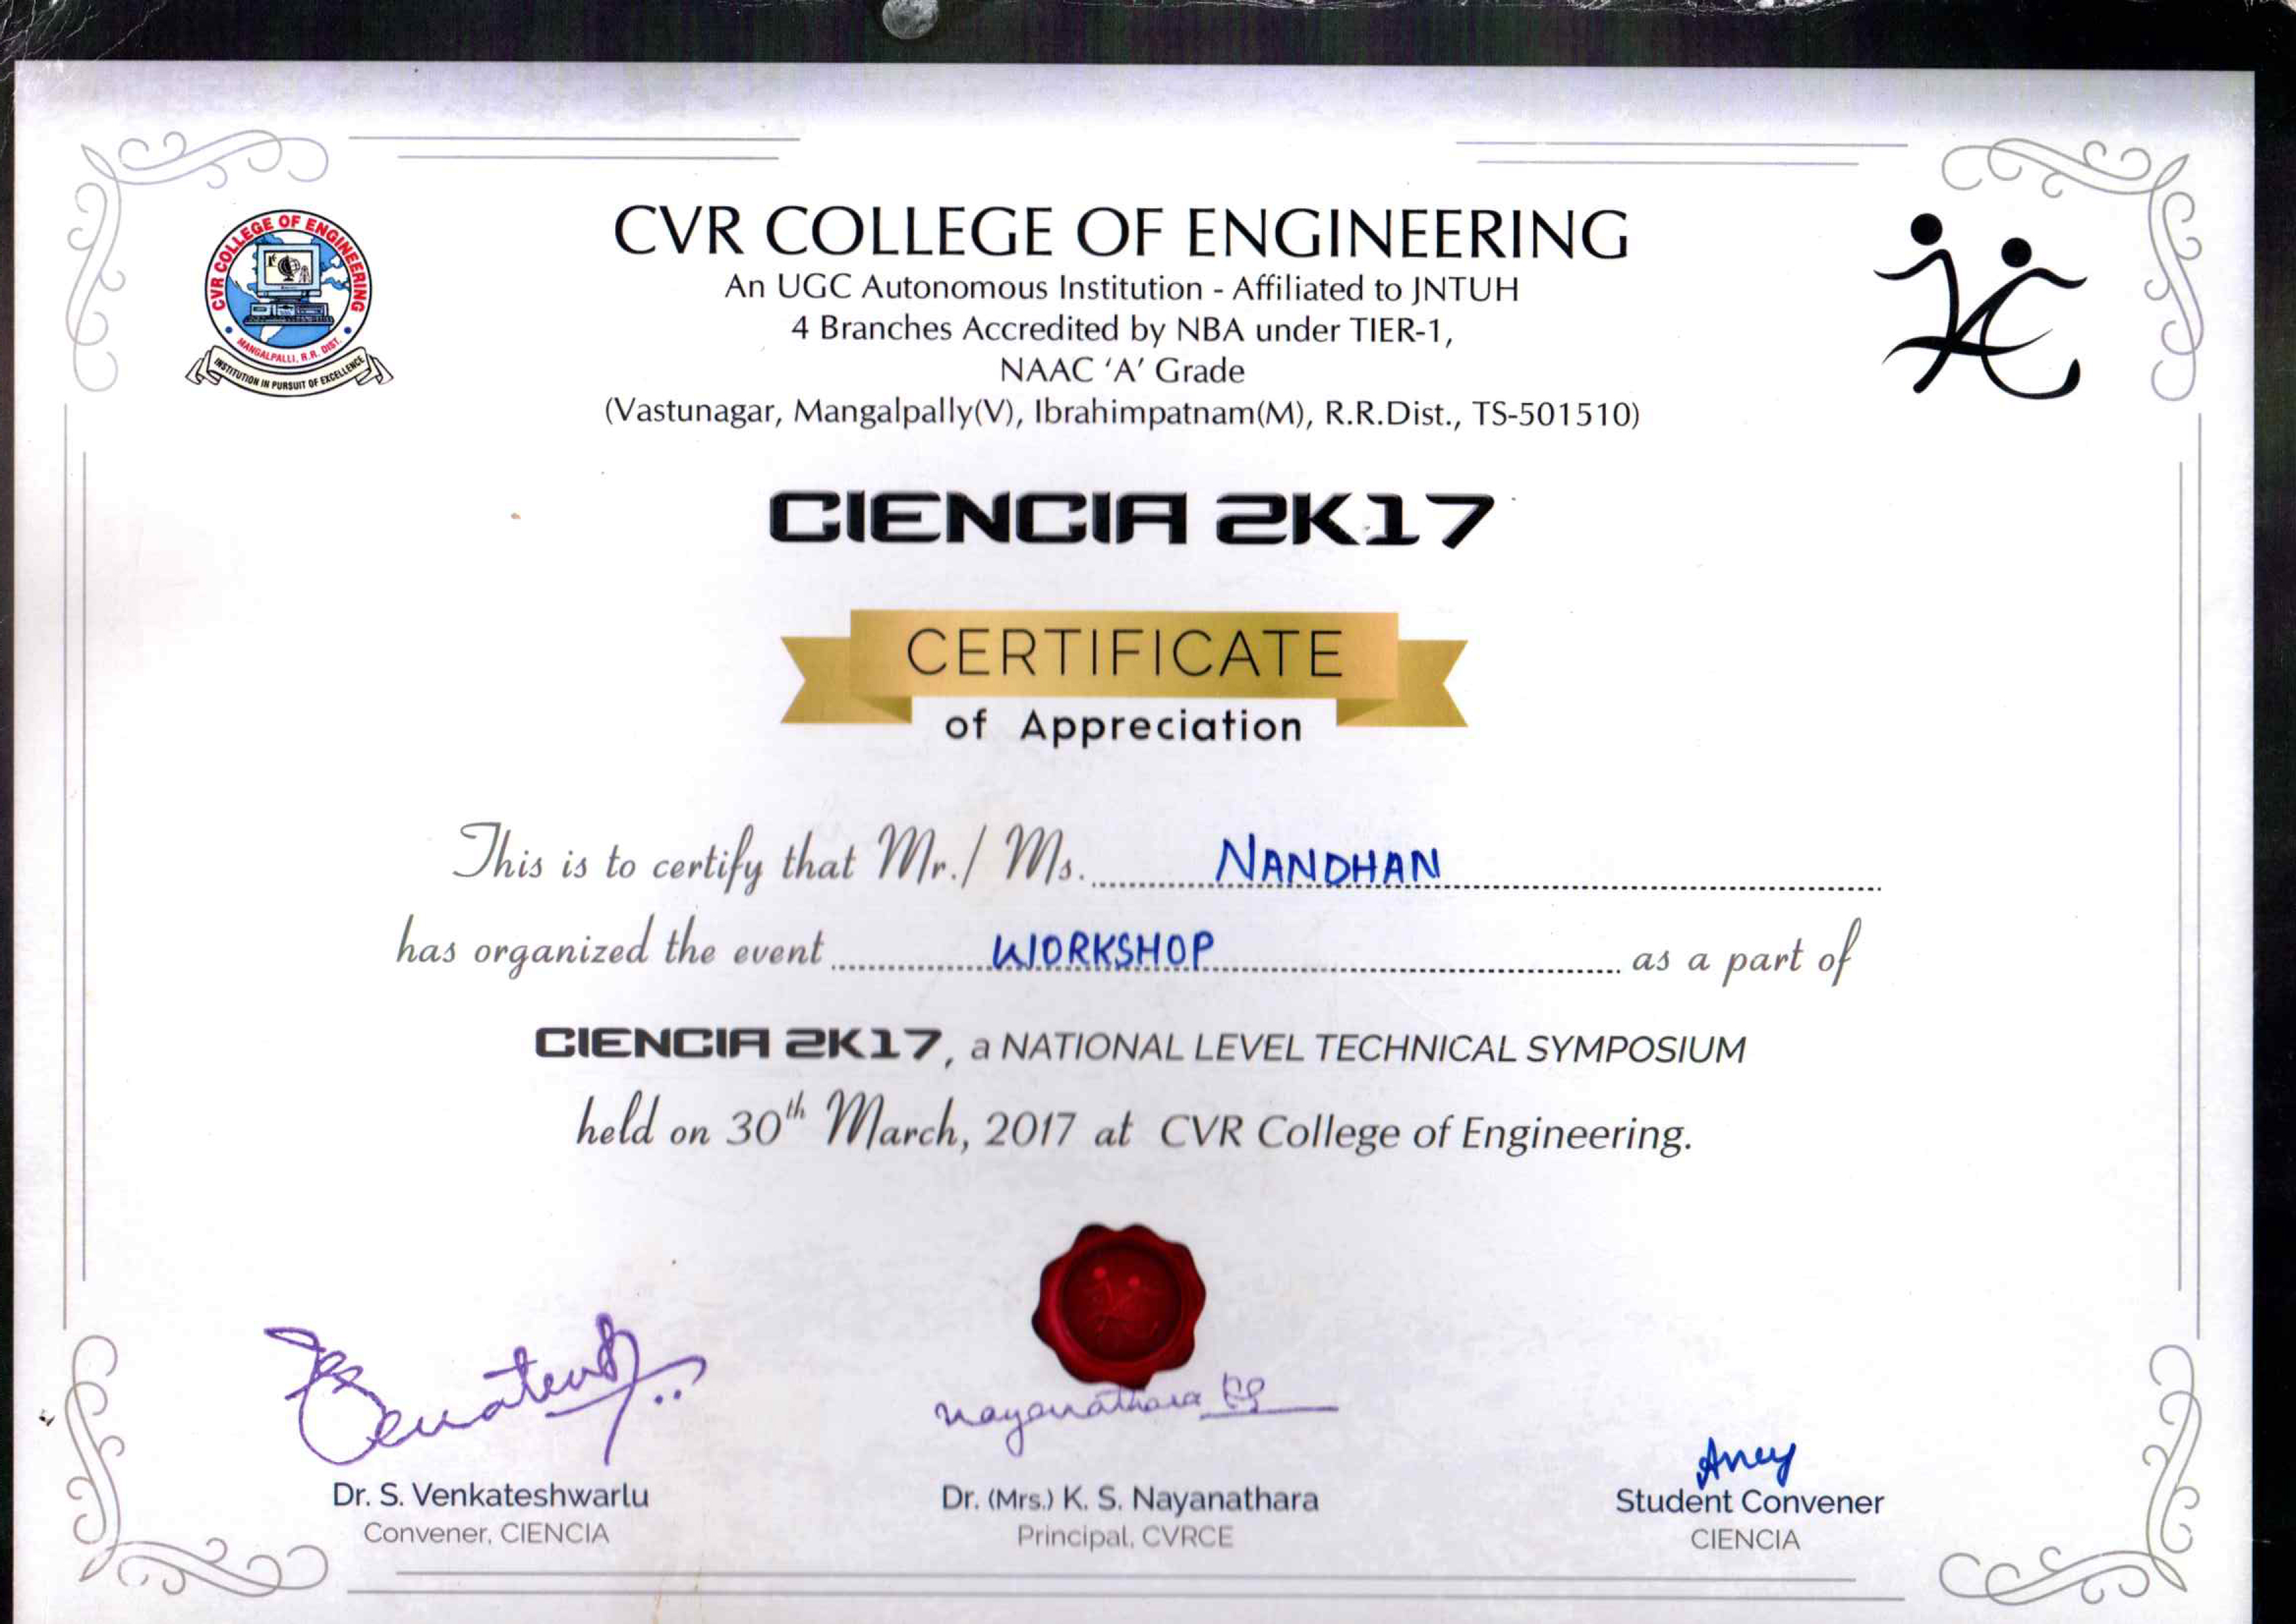 CVR COLLEGE OF ENGINEERING
MANGALPALLI, R.R. DIST.
INSTITUTION IN PURSUIT OF EXCELLENCE
CVR COLLEGE OF ENGINEERING
An UGC Autonomous Institution - Affiliated to JNTUH
4 Branches Accredited by NBA under TIER-1,
NAAC 'A' Grade
(Vastunagar, Mangalpally(V), Ibrahimpatnam(M), R.R.Dist., TS-501510)
CIENCIA 2K17
CERTIFICATE
of Appreciation
This is to certify that Mr./ Ms. NANDHAN
has organized the event WORKSHOP as a part of
CIENCIA 2K17, a NATIONAL LEVEL TECHNICAL SYMPOSIUM
held on 30th March, 2017 at CVR College of Engineering.
Dr. S. Venkateshwarlu
Convener, CIENCIA
Nayanathara KS
Dr. (Mrs.) K. S. Nayanathara
Principal, CVRCE
Student Convener
CIENCIA